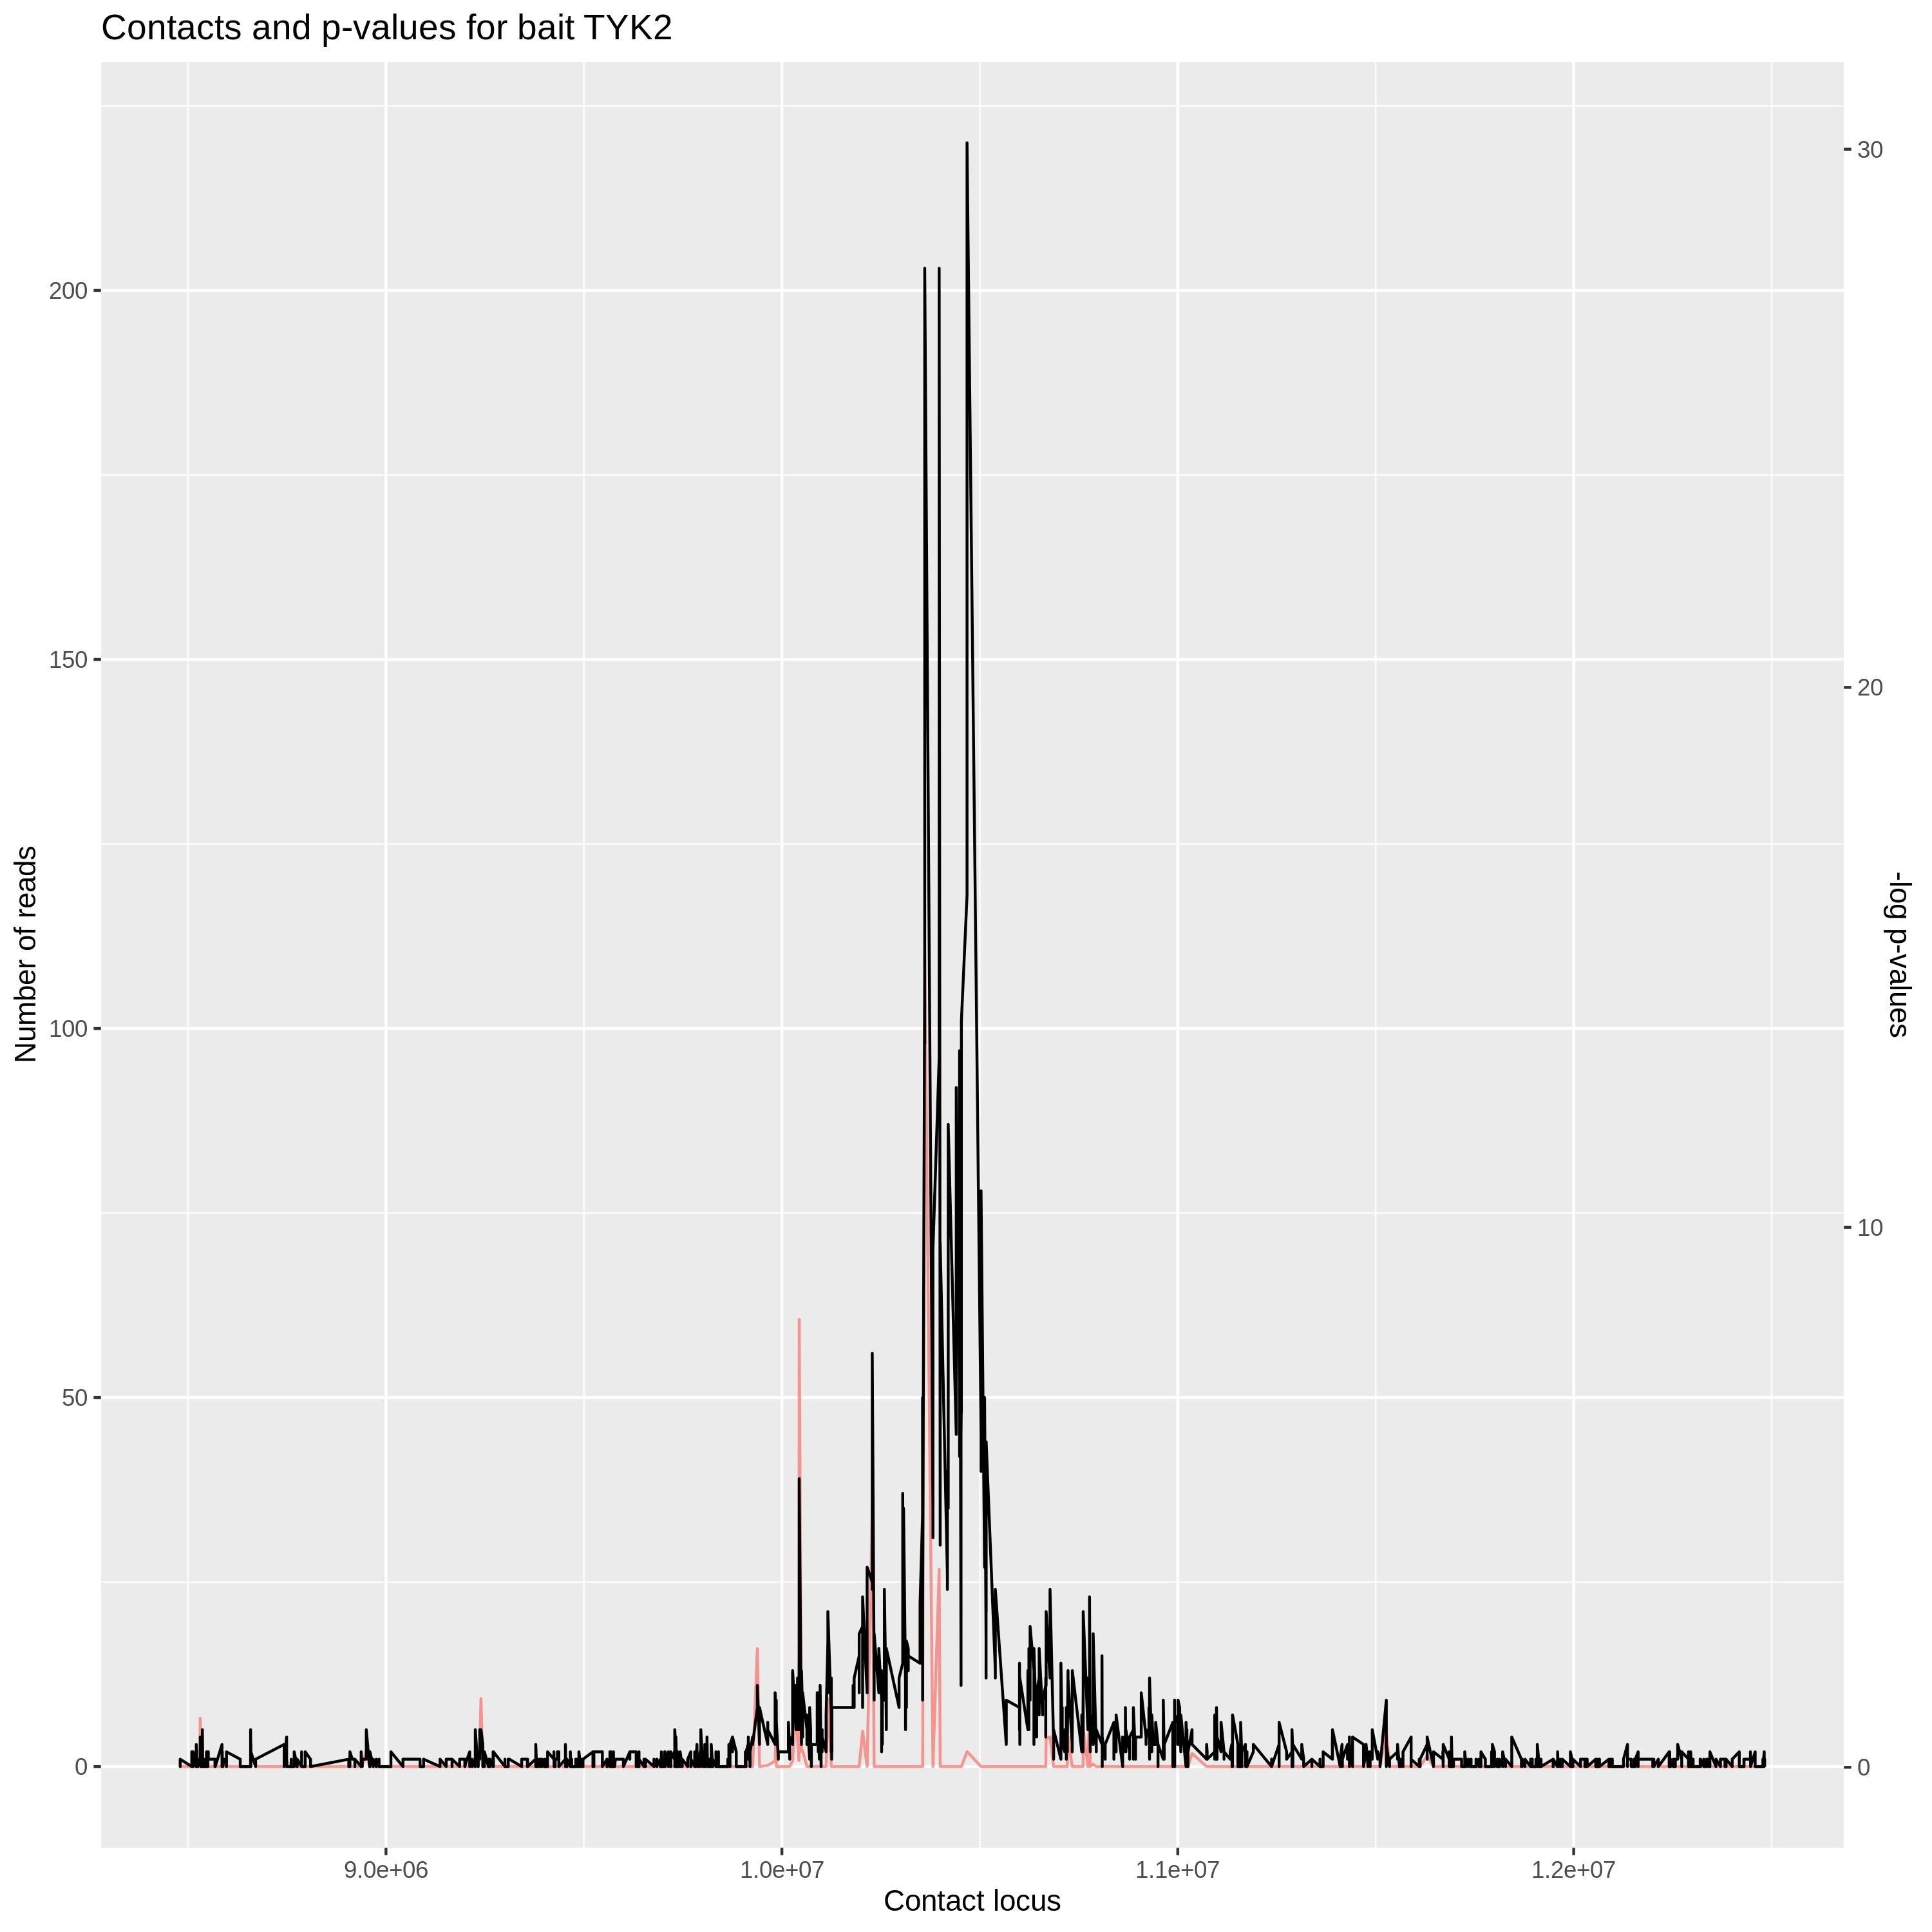 Contacts and p-values for bait TYK2
Number of reads
200
150
100
50
0
30
20
10
0
-log p-values
9.0e+06 1.0e+07 1.1e+07 1.2e+07
Contact locus